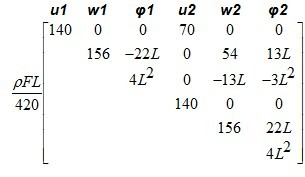 u1 w1 φ1 u2 w2 φ2
140 0 0 70 0 0
156 −22L 0 54 13L
4L² 0 −13L −3L²
ρFL/420
140 0 0
156 22L
4L²